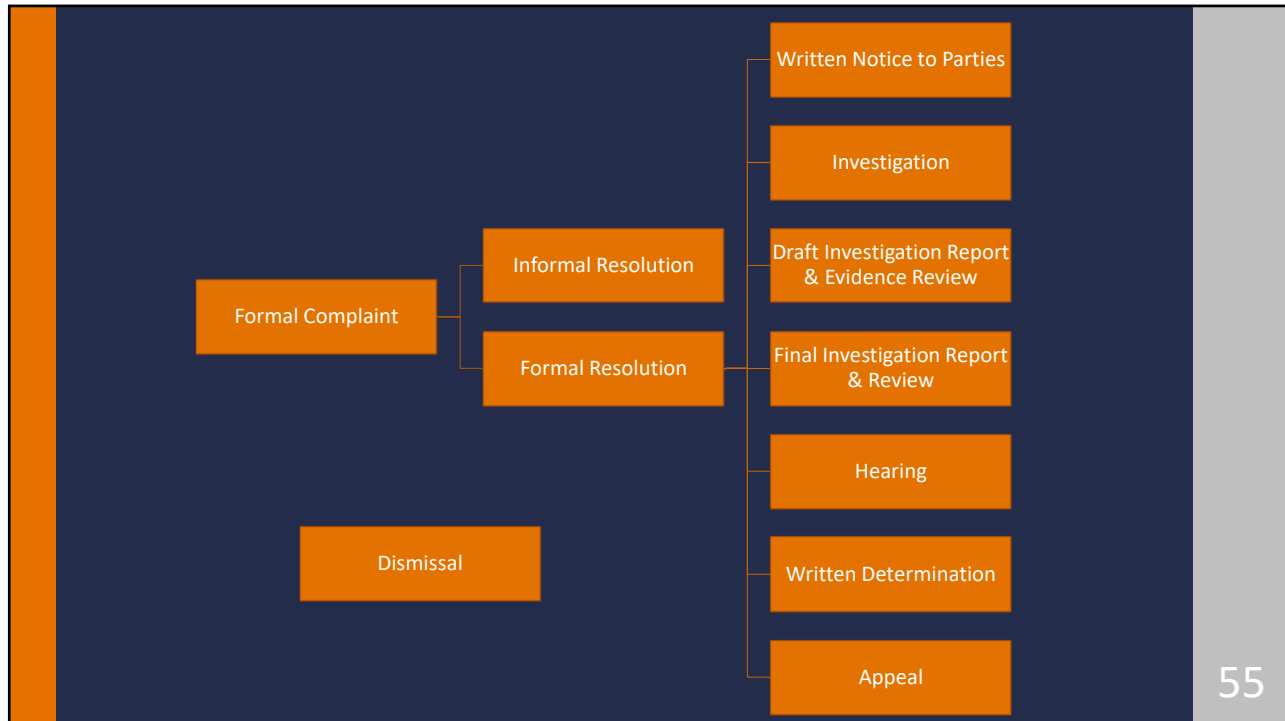 Written Notice to Parties
Investigation
Informal Resolution
Draft Investigation Report
& Evidence Review
Formal Complaint
Formal Resolution
Final Investigation Report
& Review
Hearing
Dismissal
Written Determination
Appeal
55